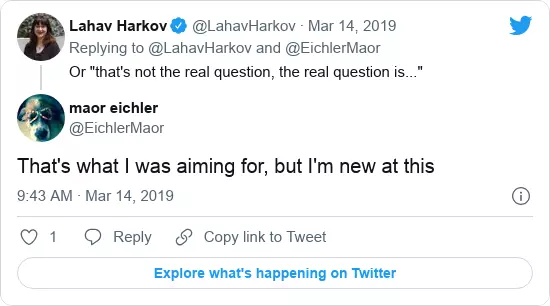 Lahav Harkov @LahavHarkov · Mar 14, 2019
Replying to @LahavHarkov and @EichlerMaor
Or "that's not the real question, the real question is..."
maor eichler
@EichlerMaor
That's what I was aiming for, but I'm new at this
9:43 AM · Mar 14, 2019
1 Reply Copy link to Tweet
Explore what's happening on Twitter